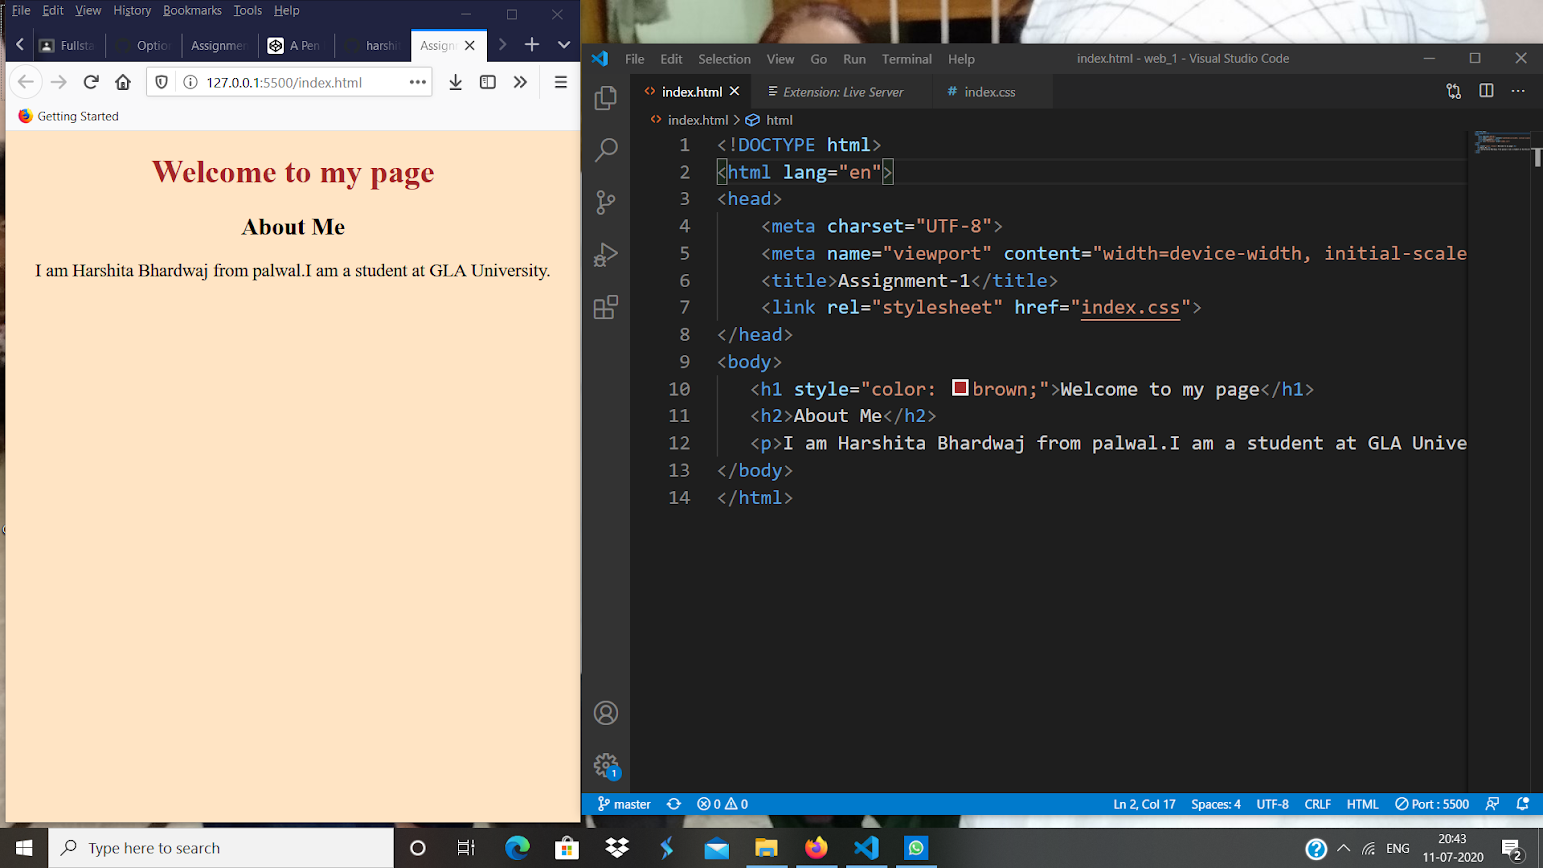 File Edit View History Bookmarks Tools Help
Fullsta
Option
Assignmen
A Pen
harshi
Assign
127.0.0.1:5500/index.html
Getting Started
Welcome to my page
About Me
I am Harshita Bhardwaj from palwal.I am a student at GLA University.
File Edit Selection View Go Run Terminal Help
index.html - web_1 - Visual Studio Code
index.html
Extension: Live Server
# index.css
index.html > html
1 <!DOCTYPE html>
2 <html lang="en">
3 <head>
4 <meta charset="UTF-8">
5 <meta name="viewport" content="width=device-width, initial-scale
6 <title>Assignment-1</title>
7 <link rel="stylesheet" href="index.css">
8 </head>
9 <body>
10 <h1 style="color: brown;">Welcome to my page</h1>
11 <h2>About Me</h2>
12 <p>I am Harshita Bhardwaj from palwal.I am a student at GLA Unive
13 </body>
14 </html>
1
master
0 0
Ln 2, Col 17 Spaces: 4 UTF-8 CRLF HTML Port : 5500
Type here to search
ENG
20:43
11-07-2020
2